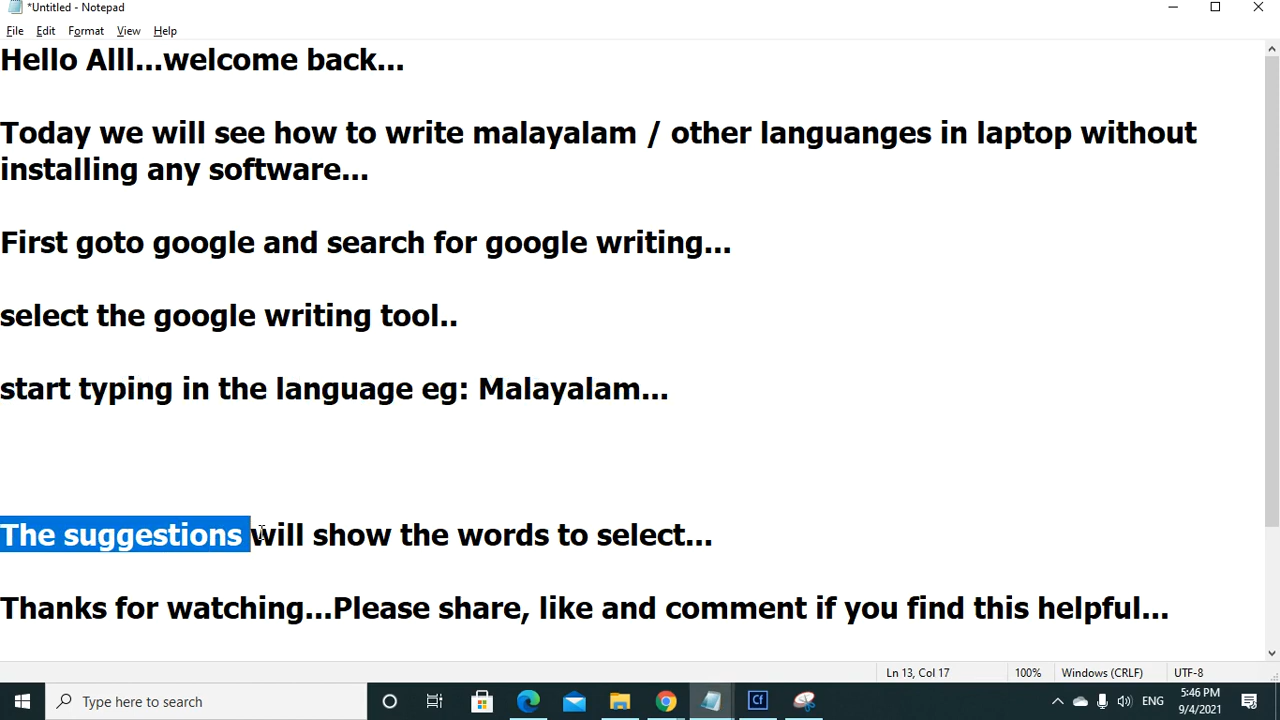 *Untitled - Notepad
File Edit Format View Help
Hello Alll...welcome back...
Today we will see how to write malayalam / other languanges in laptop without
installing any software...
First goto google and search for google writing...
select the google writing tool..
start typing in the language eg: Malayalam...
The suggestions will show the words to select...
Thanks for watching...Please share, like and comment if you find this helpful...
Ln 13, Col 17 100% Windows (CRLF) UTF-8
Type here to search
Cf
ENG
5:46 PM
9/4/2021